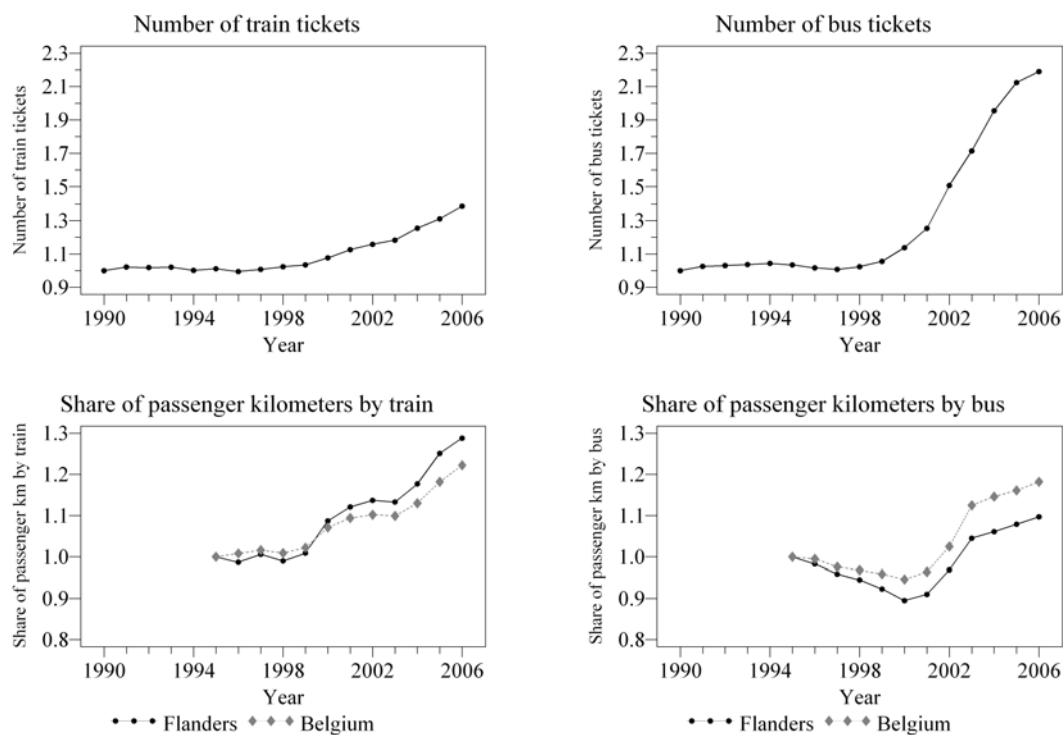 Number of train tickets
Number of train tickets
2.3
2.1
1.9
1.7
1.5
1.3
1.1
0.9
1990 1994 1998 2002 2006
Year
Number of bus tickets
Number of bus tickets
2.3
2.1
1.9
1.7
1.5
1.3
1.1
0.9
1990 1994 1998 2002 2006
Year
Share of passenger kilometers by train
Share of passenger km by train
1.3
1.2
1.1
1.0
0.9
0.8
1990 1994 1998 2002 2006
Year
Flanders Belgium
Share of passenger kilometers by bus
Share of passenger km by bus
1.3
1.2
1.1
1.0
0.9
0.8
1990 1994 1998 2002 2006
Year
Flanders Belgium